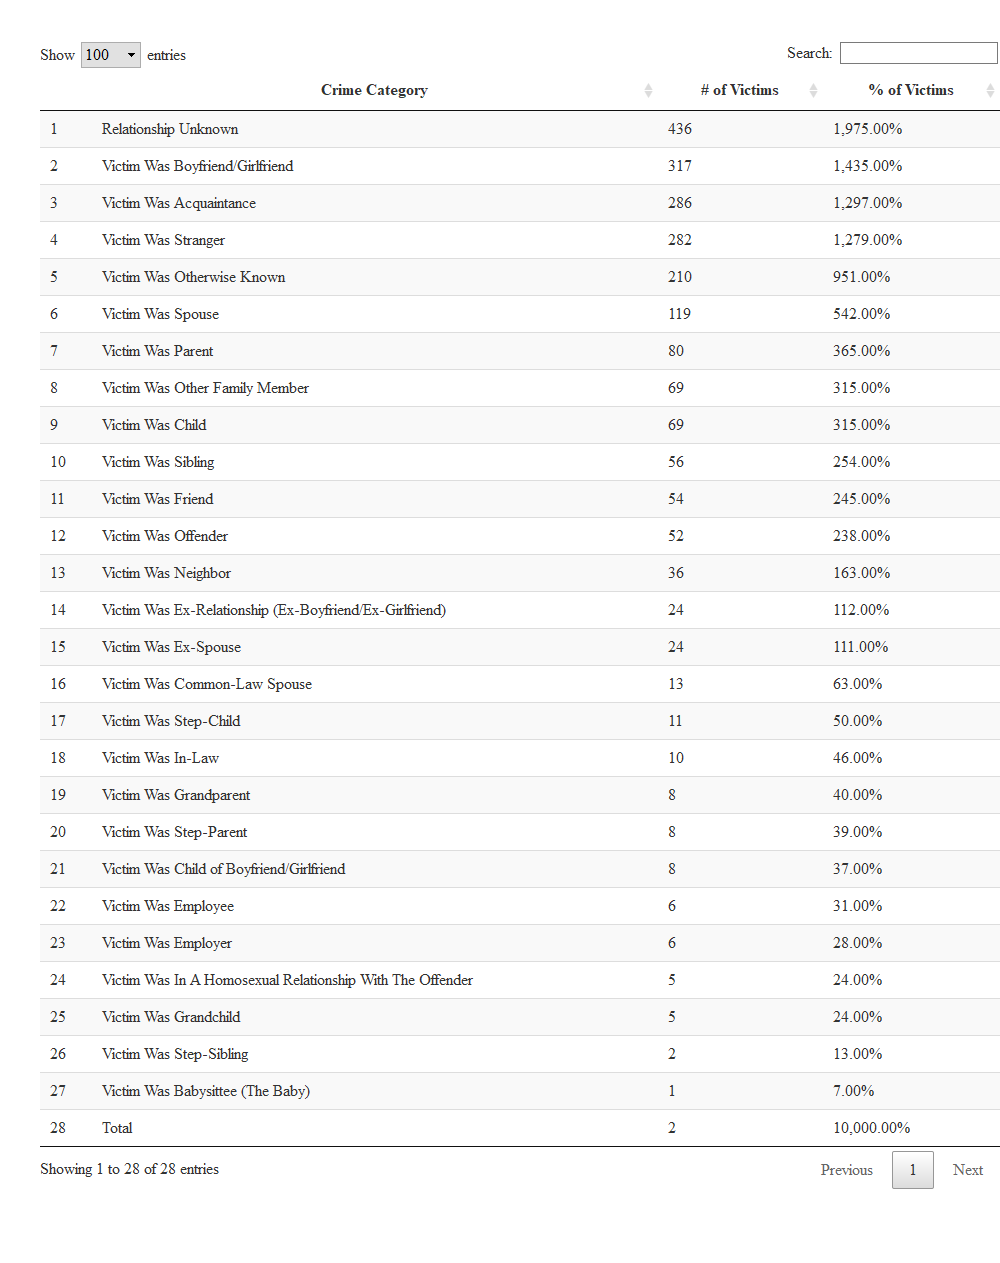 Show 100 entries Search:
Crime Category # of Victims % of Victims
1 Relationship Unknown 436 1,975.00%
2 Victim Was Boyfriend/Girlfriend 317 1,435.00%
3 Victim Was Acquaintance 286 1,297.00%
4 Victim Was Stranger 282 1,279.00%
5 Victim Was Otherwise Known 210 951.00%
6 Victim Was Spouse 119 542.00%
7 Victim Was Parent 80 365.00%
8 Victim Was Other Family Member 69 315.00%
9 Victim Was Child 69 315.00%
10 Victim Was Sibling 56 254.00%
11 Victim Was Friend 54 245.00%
12 Victim Was Offender 52 238.00%
13 Victim Was Neighbor 36 163.00%
14 Victim Was Ex-Relationship (Ex-Boyfriend/Ex-Girlfriend) 24 112.00%
15 Victim Was Ex-Spouse 24 111.00%
16 Victim Was Common-Law Spouse 13 63.00%
17 Victim Was Step-Child 11 50.00%
18 Victim Was In-Law 10 46.00%
19 Victim Was Grandparent 8 40.00%
20 Victim Was Step-Parent 8 39.00%
21 Victim Was Child of Boyfriend/Girlfriend 8 37.00%
22 Victim Was Employee 6 31.00%
23 Victim Was Employer 6 28.00%
24 Victim Was In A Homosexual Relationship With The Offender 5 24.00%
25 Victim Was Grandchild 5 24.00%
26 Victim Was Step-Sibling 2 13.00%
27 Victim Was Babysittee (The Baby) 1 7.00%
28 Total 2 10,000.00%
Showing 1 to 28 of 28 entries Previous 1 Next